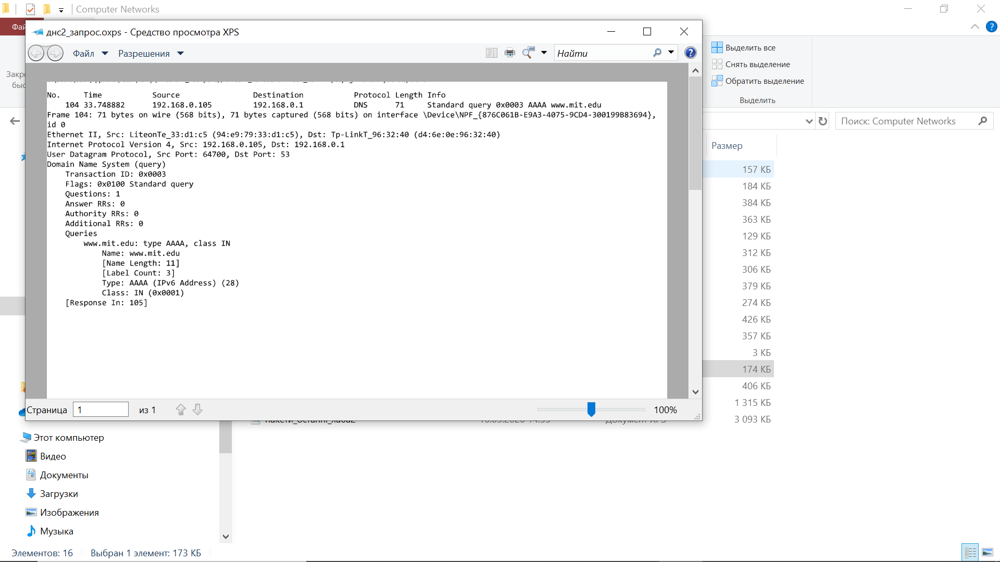 Computer Networks
Фай
днс2_запрос.oxps - Средство просмотра XPS
Файл
Разрешения
100
Найти
Выделить все
Снять выделение
Обратить выделение
Выделить
Закре
быс
No. Time Source Destination Protocol Length Info
104 33.748882 192.168.0.105 192.168.0.1 DNS 71 Standard query 0x0003 AAAA www.mit.edu
Frame 104: 71 bytes on wire (568 bits), 71 bytes captured (568 bits) on interface \Device\NPF_{876C061B-E9A3-4075-9CD4-300199B83694},
id 0
Ethernet II, Src: LiteonTe_33:d1:c5 (94:e9:79:33:d1:c5), Dst: Tp-LinkT_96:32:40 (d4:6e:0e:96:32:40)
Internet Protocol Version 4, Src: 192.168.0.105, Dst: 192.168.0.1
User Datagram Protocol, Src Port: 64700, Dst Port: 53
Domain Name System (query)
Transaction ID: 0x0003
Flags: 0x0100 Standard query
Questions: 1
Answer RRs: 0
Authority RRs: 0
Additional RRs: 0
Queries
www.mit.edu: type AAAA, class IN
Name: www.mit.edu
[Name Length: 11]
[Label Count: 3]
Type: AAAA (IPv6 Address) (28)
Class: IN (0x0001)
[Response In: 105]
Поиск: Computer Networks
Размер
157 КБ
184 КБ
384 КБ
363 КБ
129 КБ
312 КБ
306 КБ
379 КБ
274 КБ
426 КБ
357 КБ
3 КБ
174 КБ
406 КБ
1 315 КБ
3 093 КБ
Страница 1 из 1
100%
Этот компьютер
Видео
Документы
Загрузки
Изображения
Музыка
Элементов: 16
Выбран 1 элемент: 173 КБ